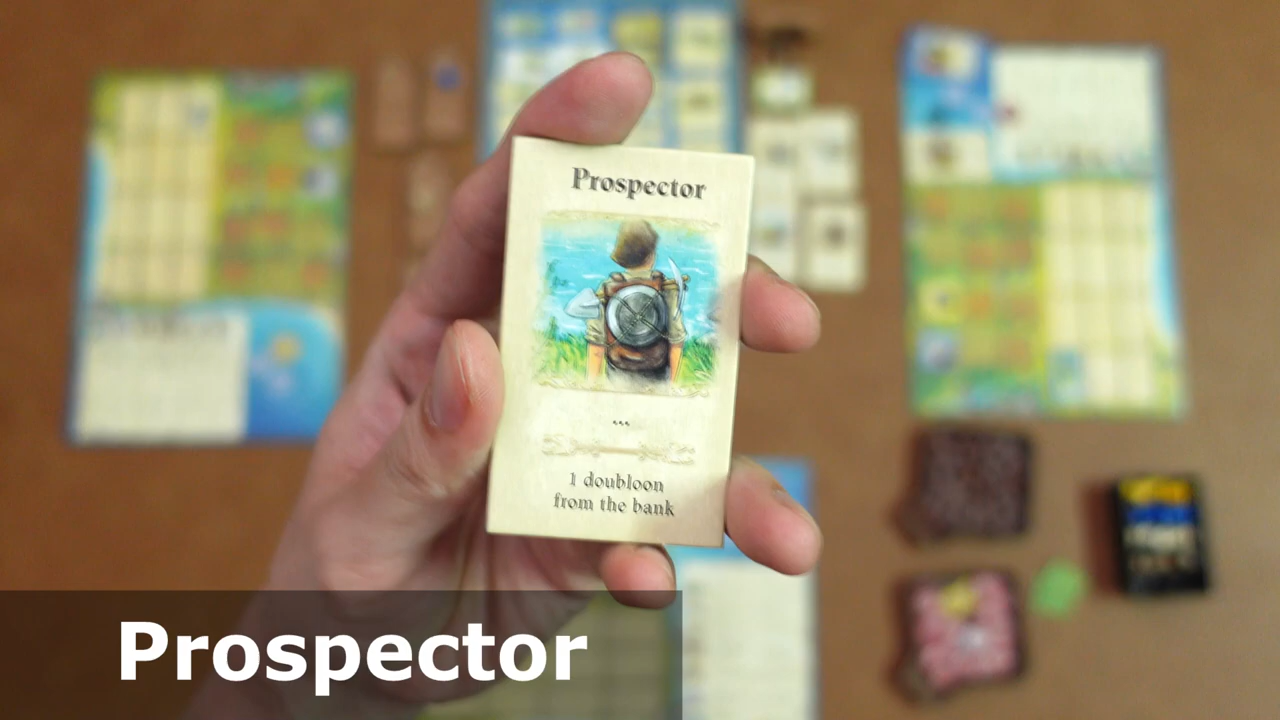 Prospector
...
1 doubloon
from the bank
Prospector